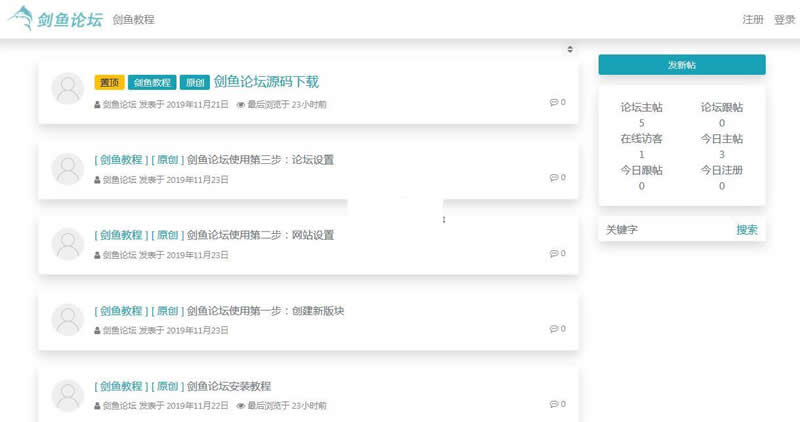 剑鱼论坛 剑鱼教程 注册 登录
置顶 剑鱼教程 原创 剑鱼论坛源码下载
剑鱼论坛 发表于 2019年11月21日 最后浏览于 23小时前 0
[ 剑鱼教程 ] [ 原创 ] 剑鱼论坛使用第三步：论坛设置
剑鱼论坛 发表于 2019年11月23日 0
[ 剑鱼教程 ] [ 原创 ] 剑鱼论坛使用第二步：网站设置
剑鱼论坛 发表于 2019年11月23日 0
[ 剑鱼教程 ] [ 原创 ] 剑鱼论坛使用第一步：创建新版块
剑鱼论坛 发表于 2019年11月23日 0
[ 剑鱼教程 ] [ 原创 ] 剑鱼论坛安装教程
剑鱼论坛 发表于 2019年11月22日 最后浏览于 23小时前 0
发新帖
论坛主帖 论坛跟帖
5 0
在线访客 今日主帖
1 3
今日跟帖 今日注册
0 0
关键字 搜索